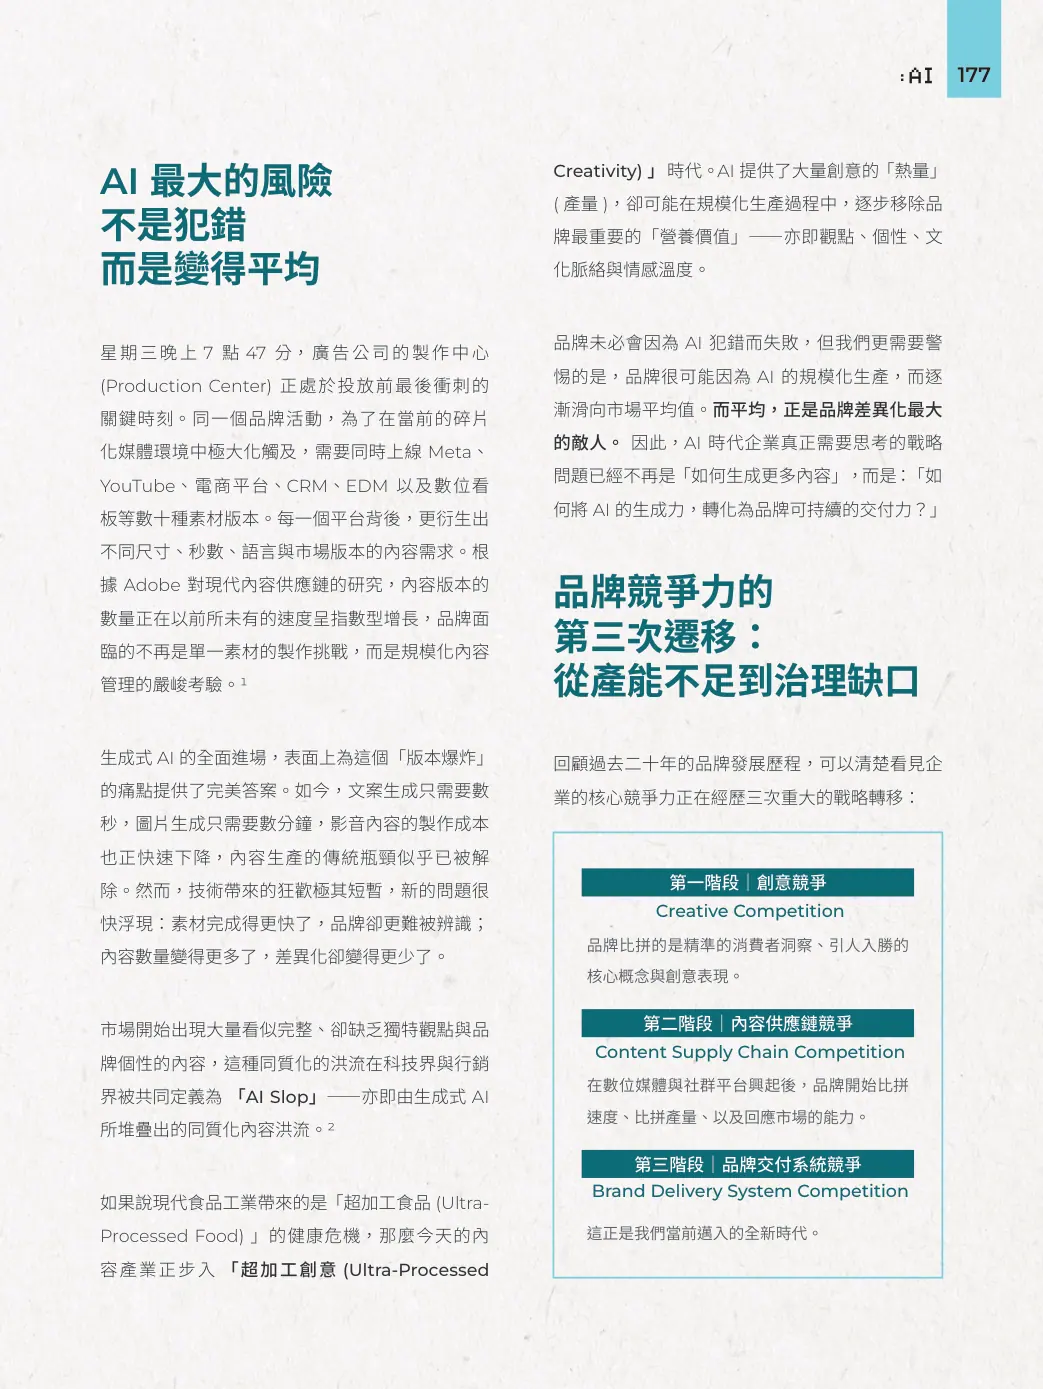 :AI 177
AI 最大的風險
不是犯錯
而是變得平均
星期三晚上 7 點 47 分，廣告公司的製作中心
(Production Center) 正處於投放前最後衝刺的
關鍵時刻。同一個品牌活動，為了在當前的碎片
化媒體環境中極大化觸及，需要同時上線 Meta、
YouTube、電商平台、CRM、EDM 以及數位看
板等數十種素材版本。每一個平台背後，更衍生出
不同尺寸、秒數、語言與市場版本的內容需求。根
據 Adobe 對現代內容供應鏈的研究，內容版本的
數量正在以前所未有的速度呈指數型增長，品牌面
臨的不再是單一素材的製作挑戰，而是規模化內容
管理的嚴峻考驗。¹
生成式 AI 的全面進場，表面上為這個「版本爆炸」
的痛點提供了完美答案。如今，文案生成只需要數
秒，圖片生成只需要數分鐘，影音內容的製作成本
也正快速下降，內容生產的傳統瓶頸似乎已被解
除。然而，技術帶來的狂歡極其短暫，新的問題很
快浮現：素材完成得更快了，品牌卻更難被辨識；
內容數量變得更多了，差異化卻變得更少了。
市場開始出現大量看似完整、卻缺乏獨特觀點與品
牌個性的內容，這種同質化的洪流在科技界與行銷
界被共同定義為 「AI Slop」——亦即由生成式 AI
所堆疊出的同質化內容洪流。²
如果說現代食品工業帶來的是「超加工食品 (Ultra-
Processed Food) 」的健康危機，那麼今天的內
容產業正步入 「超加工創意 (Ultra-Processed
Creativity) 」時代。AI 提供了大量創意的「熱量」
( 產量 )，卻可能在規模化生產過程中，逐步移除品
牌最重要的「營養價值」——亦即觀點、個性、文
化脈絡與情感溫度。
品牌未必會因為 AI 犯錯而失敗，但我們更需要警
惕的是，品牌很可能因為 AI 的規模化生產，而逐
漸滑向市場平均值。而平均，正是品牌差異化最大
的敵人。 因此，AI 時代企業真正需要思考的戰略
問題已經不再是「如何生成更多內容」，而是：「如
何將 AI 的生成力，轉化為品牌可持續的交付力？」
品牌競爭力的
第三次遷移：
從產能不足到治理缺口
回顧過去二十年的品牌發展歷程，可以清楚看見企
業的核心競爭力正在經歷三次重大的戰略轉移：
第一階段｜創意競爭
Creative Competition
品牌比拼的是精準的消費者洞察、引人入勝的
核心概念與創意表現。
第二階段｜內容供應鏈競爭
Content Supply Chain Competition
在數位媒體與社群平台興起後，品牌開始比拼
速度、比拼產量、以及回應市場的能力。
第三階段｜品牌交付系統競爭
Brand Delivery System Competition
這正是我們當前邁入的全新時代。